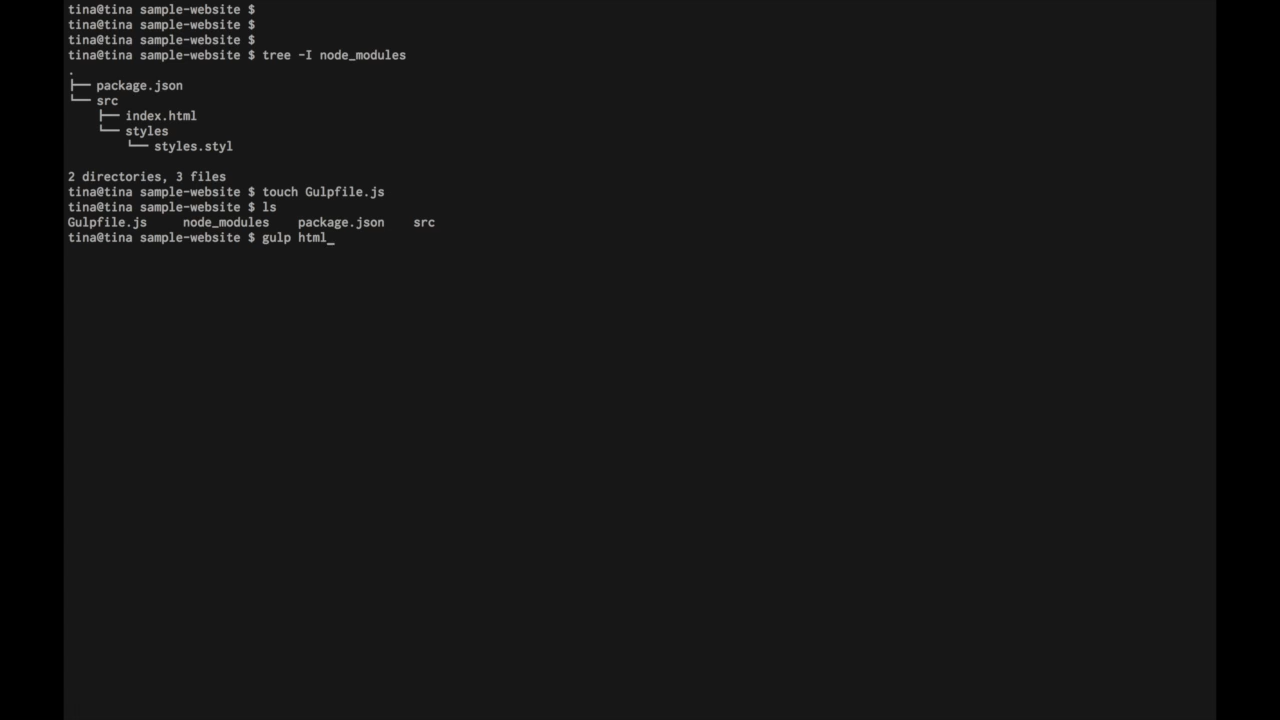 tina@tina sample-website $
tina@tina sample-website $
tina@tina sample-website $
tina@tina sample-website $ tree -I node_modules
.
├── package.json
└── src
    ├── index.html
    └── styles
        └── styles.styl

2 directories, 3 files
tina@tina sample-website $ touch Gulpfile.js
tina@tina sample-website $ ls
Gulpfile.js     node_modules    package.json    src
tina@tina sample-website $ gulp html_